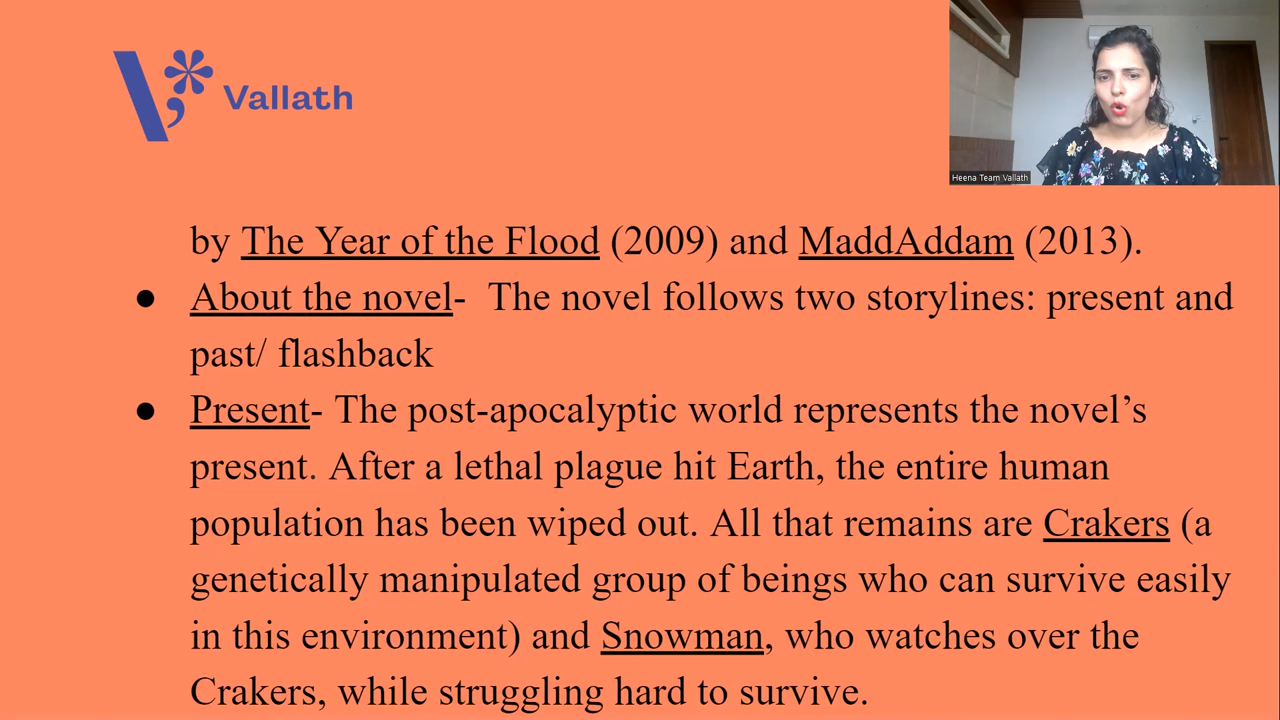 Vallath
Heena Team Vallath
by The Year of the Flood (2009) and MaddAddam (2013).
● About the novel-  The novel follows two storylines: present and
past/ flashback
● Present- The post-apocalyptic world represents the novel’s
present. After a lethal plague hit Earth, the entire human
population has been wiped out. All that remains are Crakers (a
genetically manipulated group of beings who can survive easily
in this environment) and Snowman, who watches over the
Crakers, while struggling hard to survive.